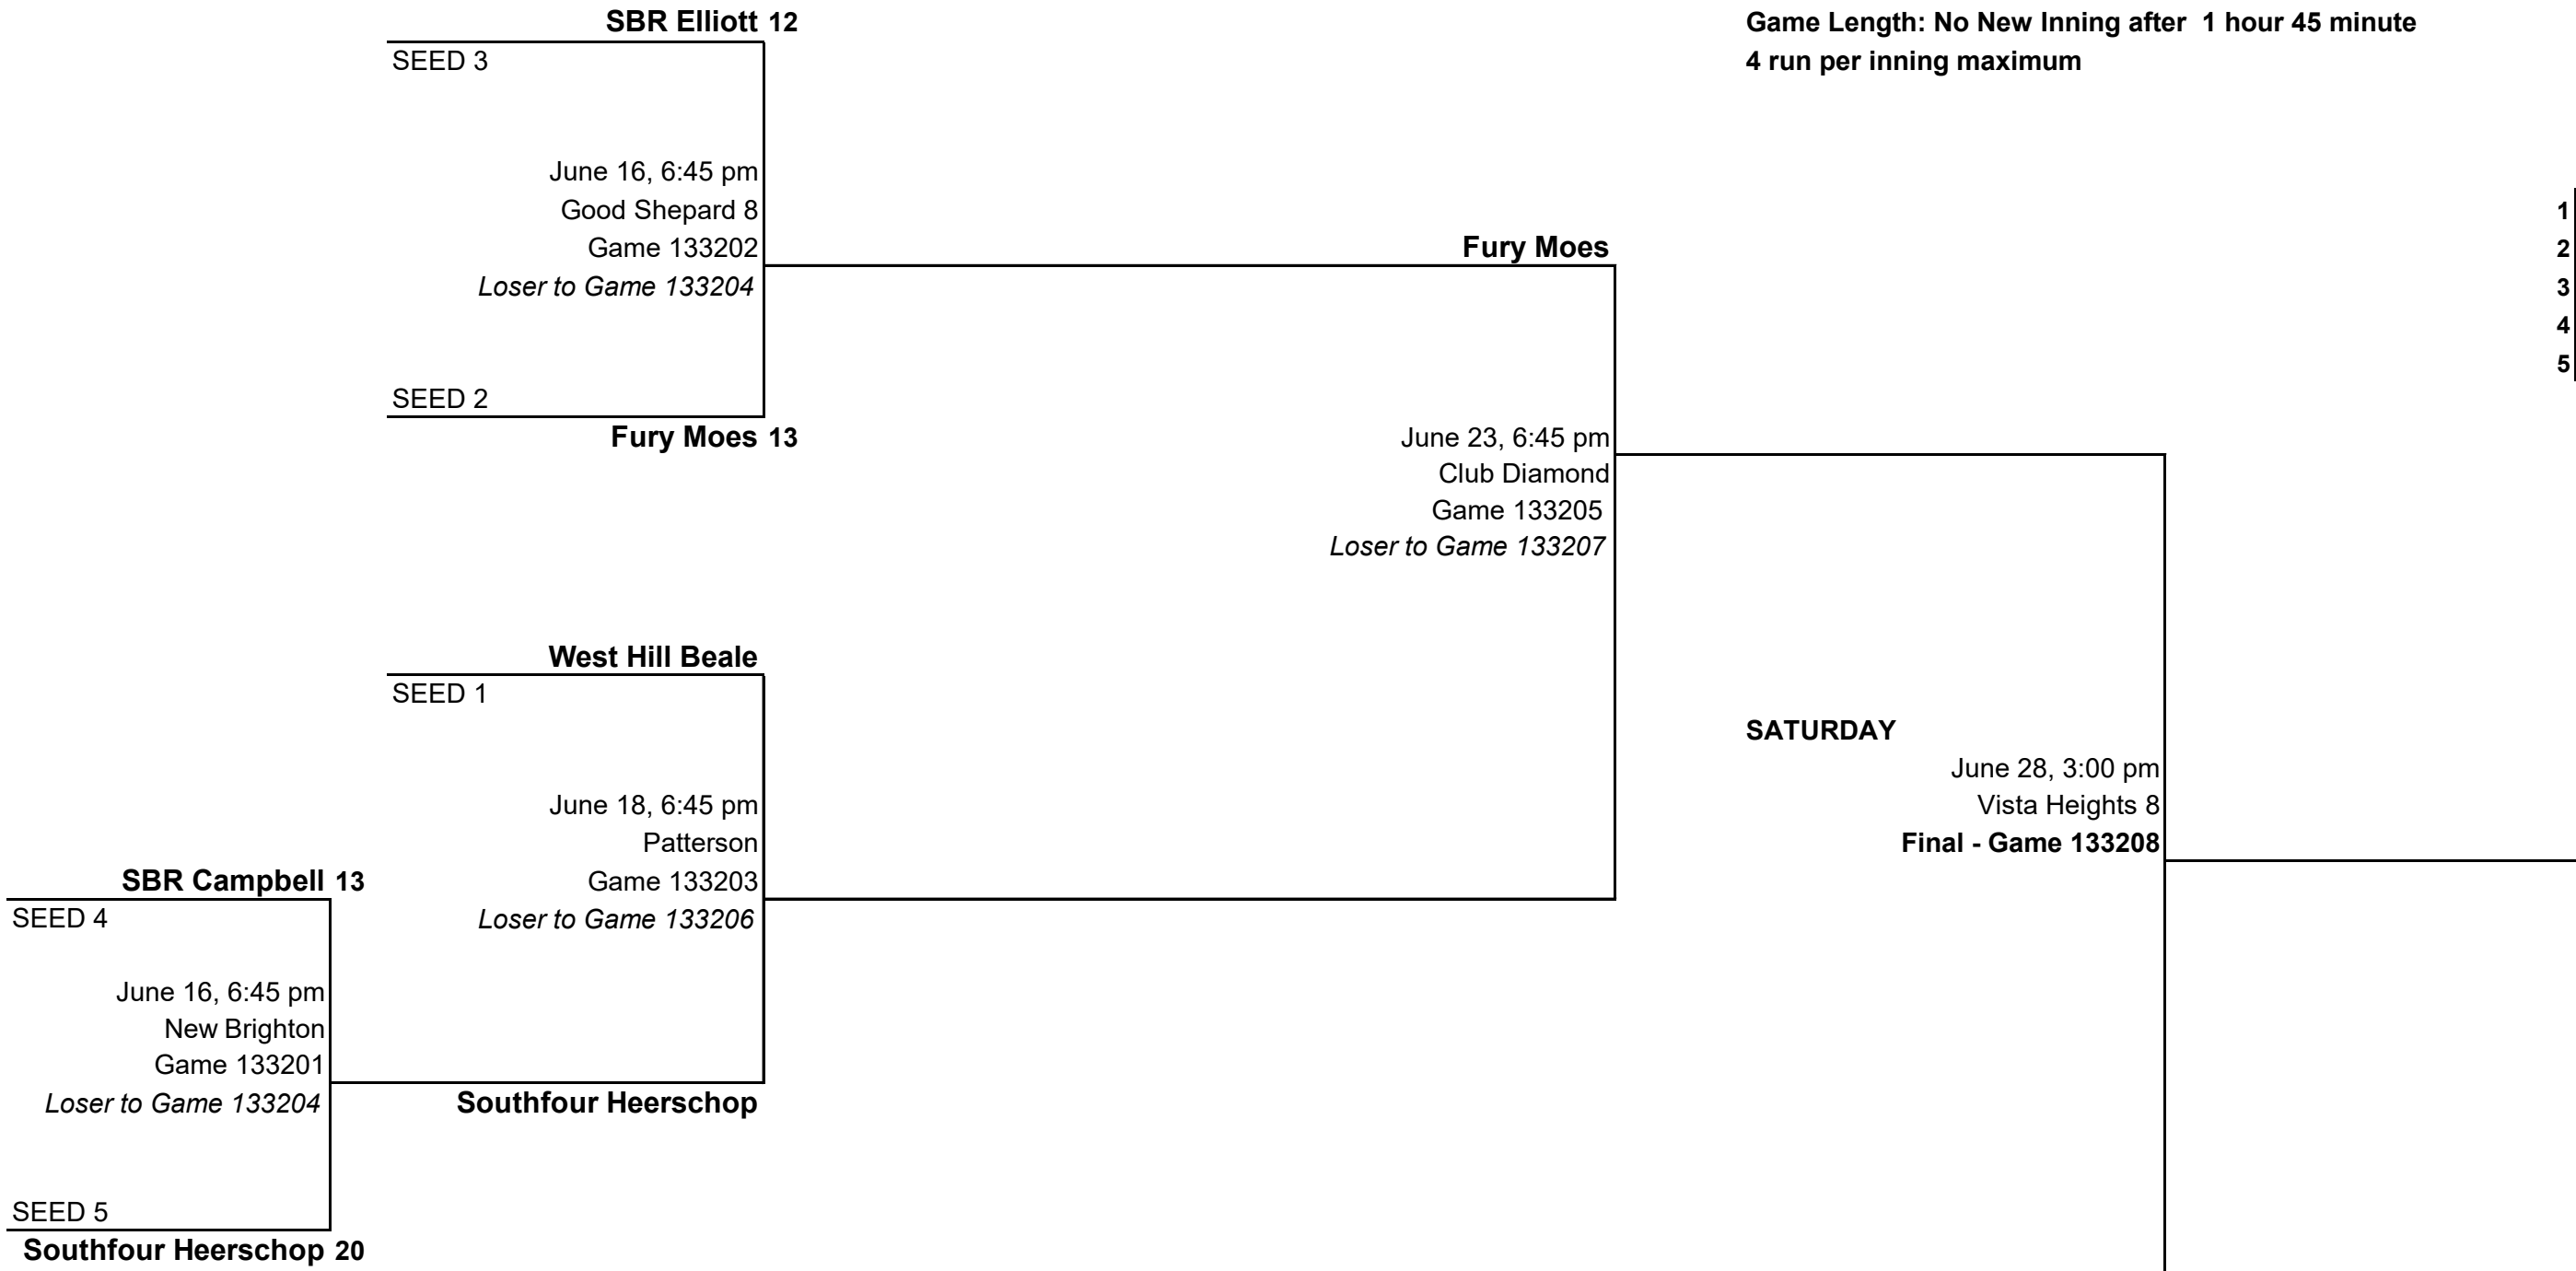 SBR Elliott 12
SEED 3
June 16, 6:45 pm
Good Shepard 8
Game 133202
Loser to Game 133204
SEED 2
Fury Moes 13
Game Length: No New Inning after 1 hour 45 minute
4 run per inning maximum
1
2
3
4
5
Fury Moes
June 23, 6:45 pm
Club Diamond
Game 133205
Loser to Game 133207
West Hill Beale
SEED 1
June 18, 6:45 pm
Patterson
Game 133203
Loser to Game 133206
Southfour Heerschop
SATURDAY
June 28, 3:00 pm
Vista Heights 8
Final - Game 133208
SBR Campbell 13
SEED 4
June 16, 6:45 pm
New Brighton
Game 133201
Loser to Game 133204
SEED 5
Southfour Heerschop 20